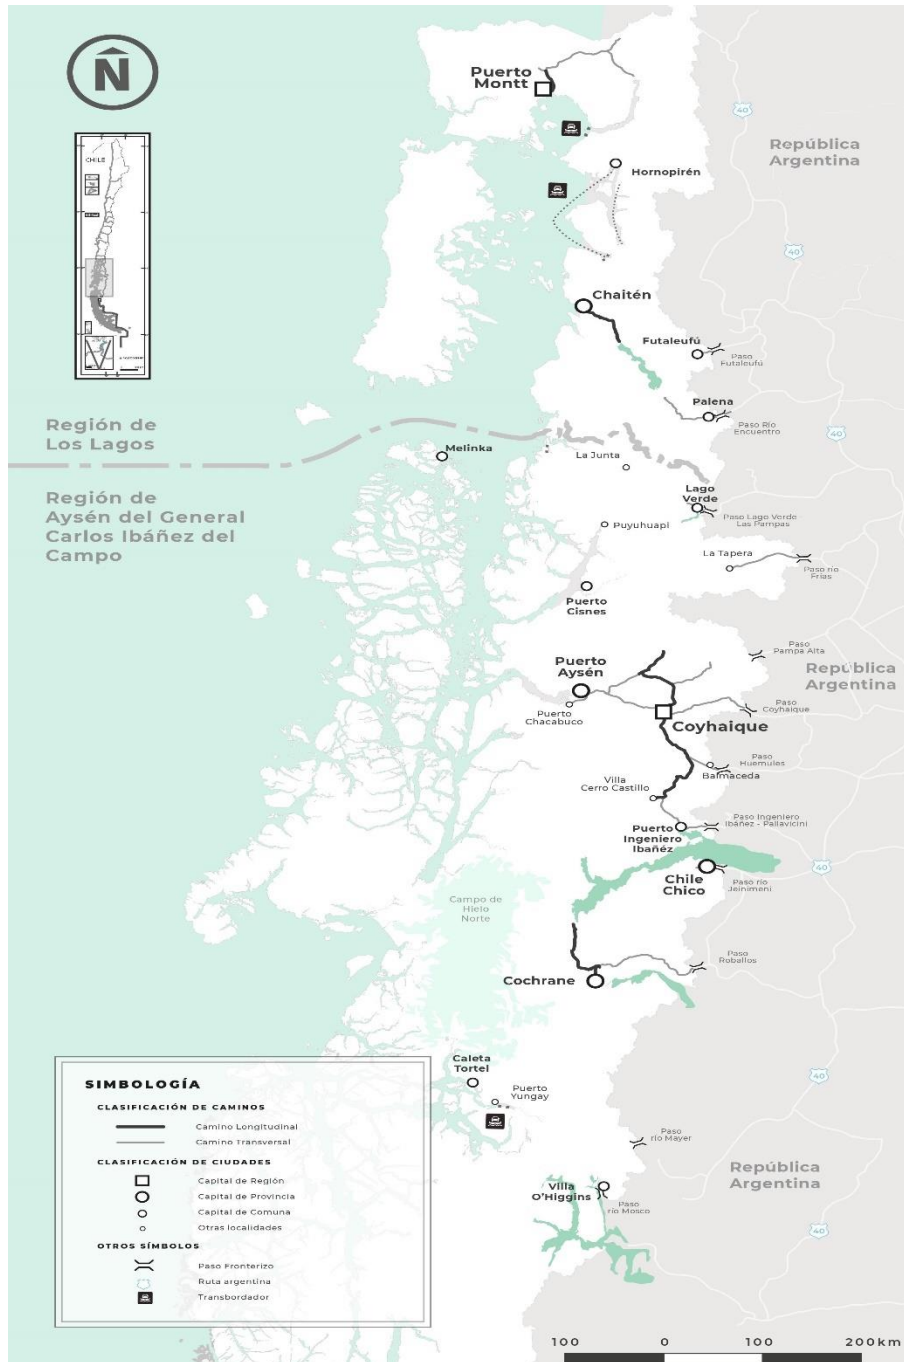 N
CHILE
Puerto
Montt
República
Argentina
40
Hornopirén
40
Chaitén
Futaleufú
Paso
Futaleufú
Palena
Paso Río
Encuentro
40
Región de
Los Lagos
Melinka
La Junta
Región de
Aysén del General
Carlos Ibáñez del
Campo
Lago
Verde
Paso Lago Verde -
Las Pampas
Puyuhuapi
La Tapera
Paso río
Frías
Puerto
Cisnes
Paso
Pampa Alta
Puerto
Aysén
República
Argentina
Puerto
Chacabuco
Paso
Coyhaique
Coyhaique
Paso
Huemules
Balmaceda
Villa
Cerro Castillo
Paso Ingeniero
Ibáñez - Pallavicini
Puerto
Ingeniero
Ibañéz
40
Chile
Chico
Paso río
Jeinimeni
Campo de
Hielo
Norte
Paso
Roballos
Cochrane
Caleta
Tortel
Puerto
Yungay
40
Paso
río Mayer
República
Argentina
Villa
O'Higgins
Paso
río Mosco
40
SIMBOLOGÍA
CLASIFICACIÓN DE CAMINOS
Camino Longitudinal
Camino Transversal
CLASIFICACIÓN DE CIUDADES
Capital de Región
Capital de Provincia
Capital de Comuna
Otras localidades
OTROS SÍMBOLOS
Paso Fronterizo
Ruta argentina
Transbordador
100 0 100 200km